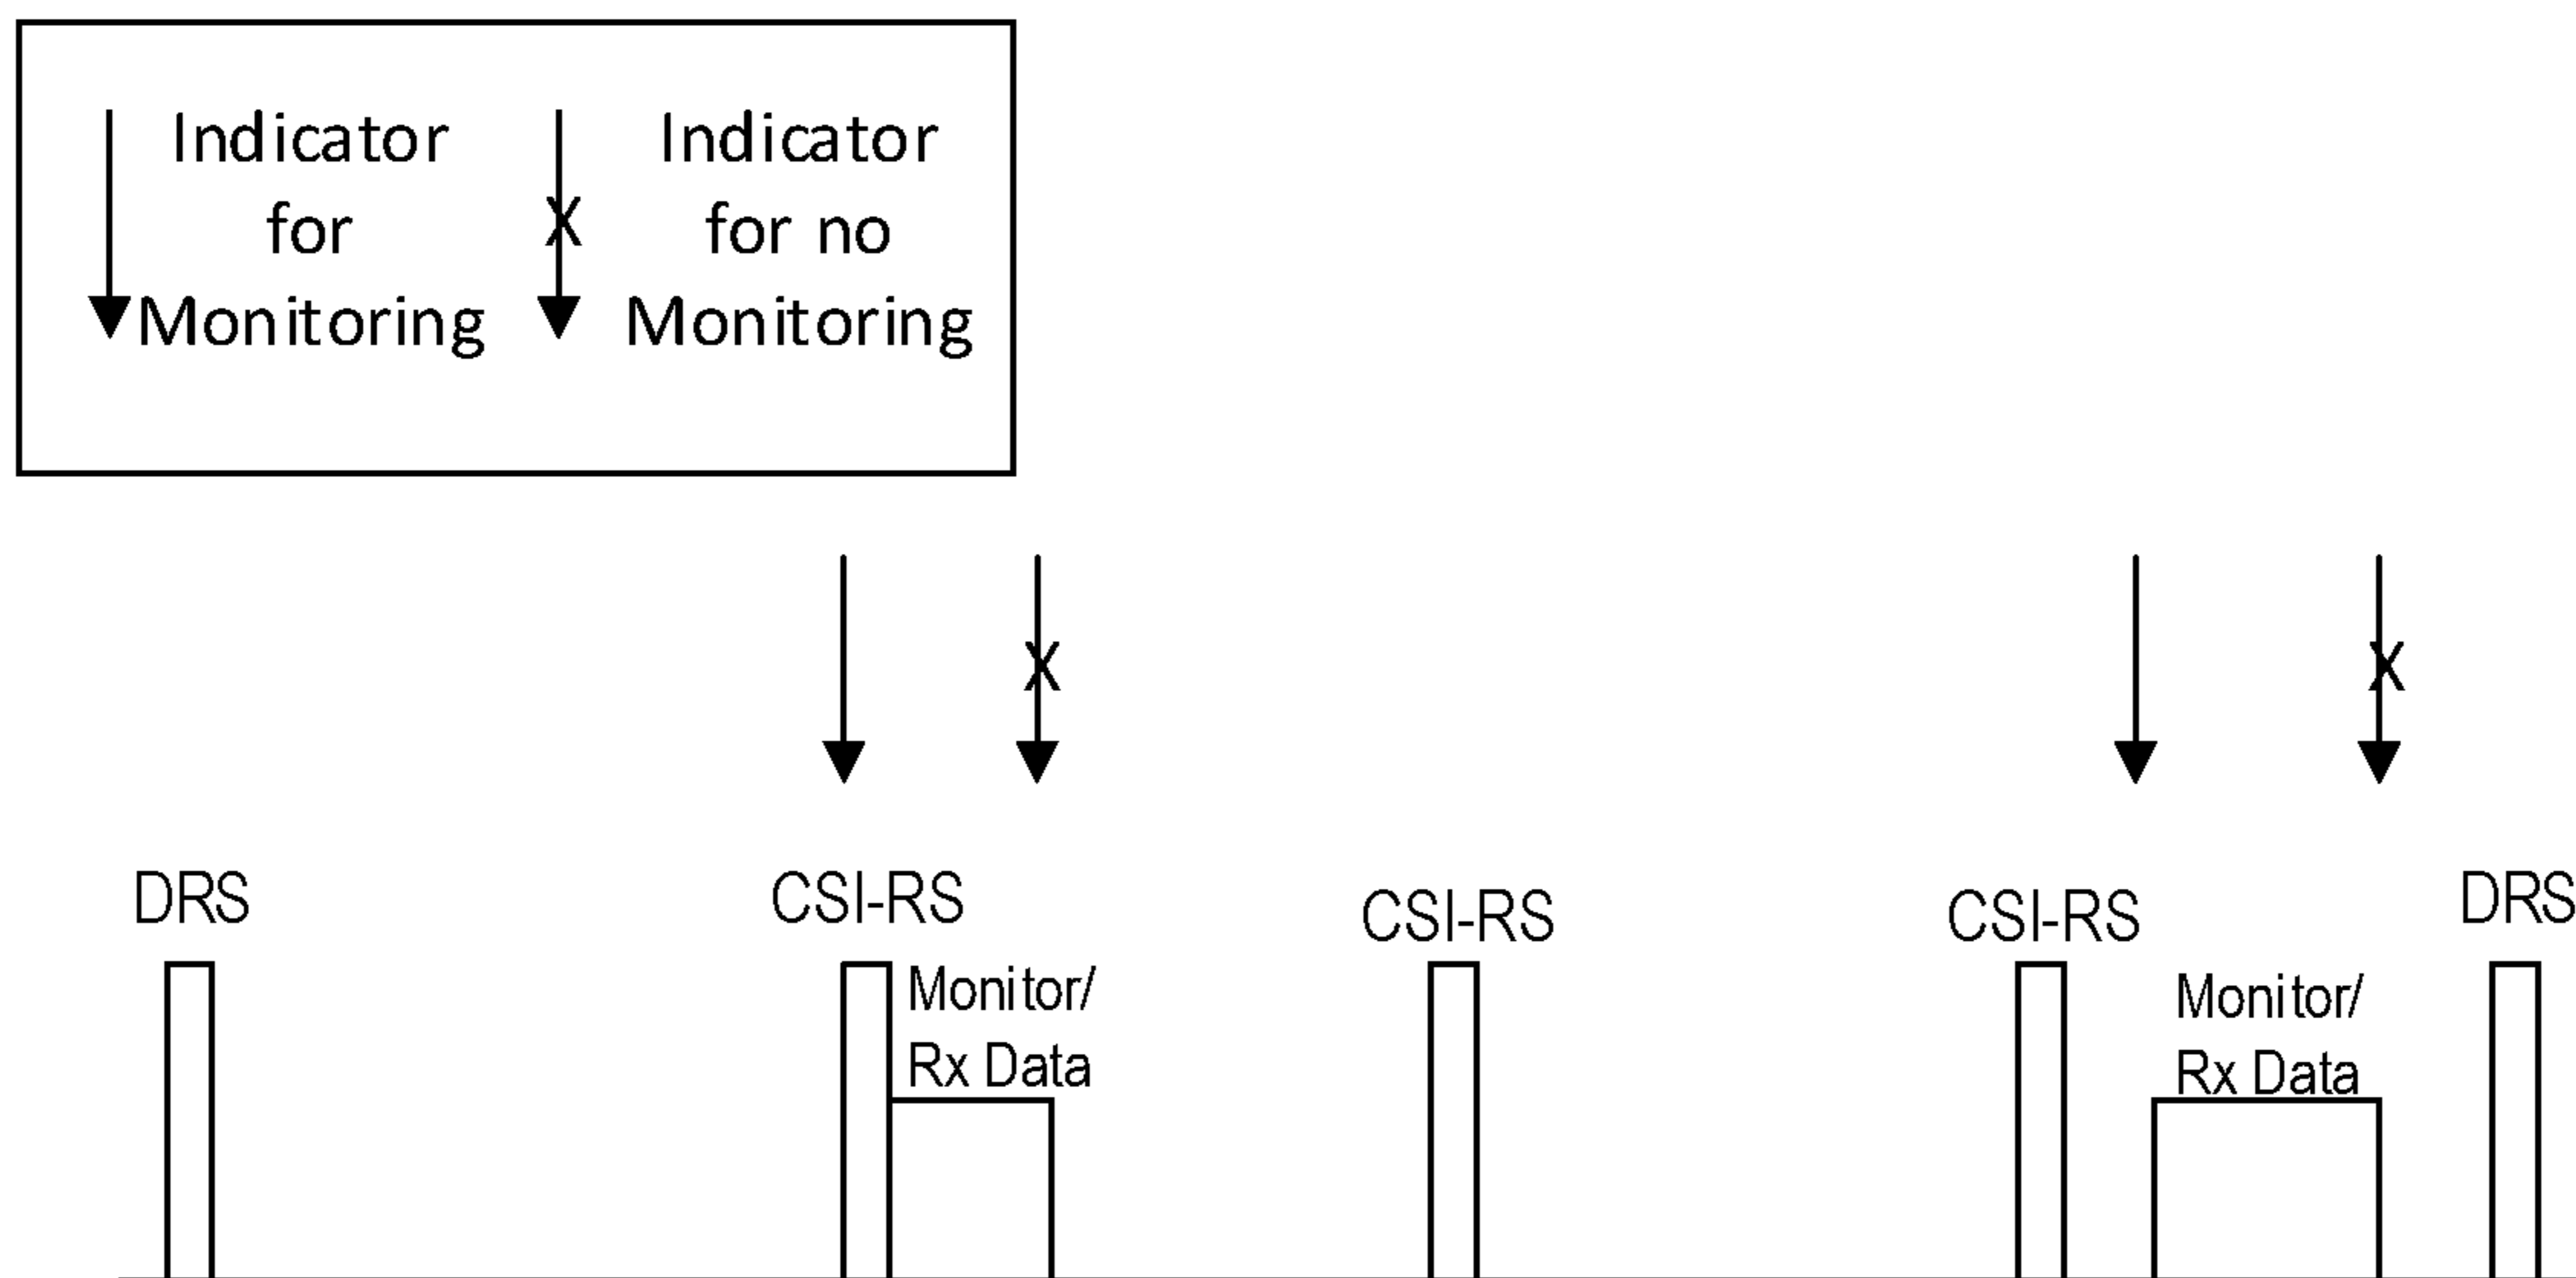 Indicator
for
Monitoring
X
Indicator
for no
Monitoring
X
X
DRS
CSI-RS
Monitor/
Rx Data
CSI-RS
CSI-RS
Monitor/
Rx Data
DRS